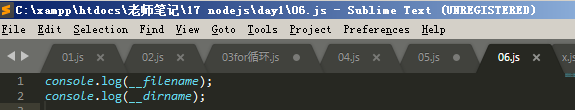 C:\xampp\htdocs\老师笔记\17 nodejs\day1\06.js - Sublime Text (UNREGISTERED)
File Edit Selection Find View Goto Tools Project Preferences Help
01.js 02.js 03for循环.js 04.js 05.js 06.js x.js
1 console.log(__filename);
2 console.log(__dirname);